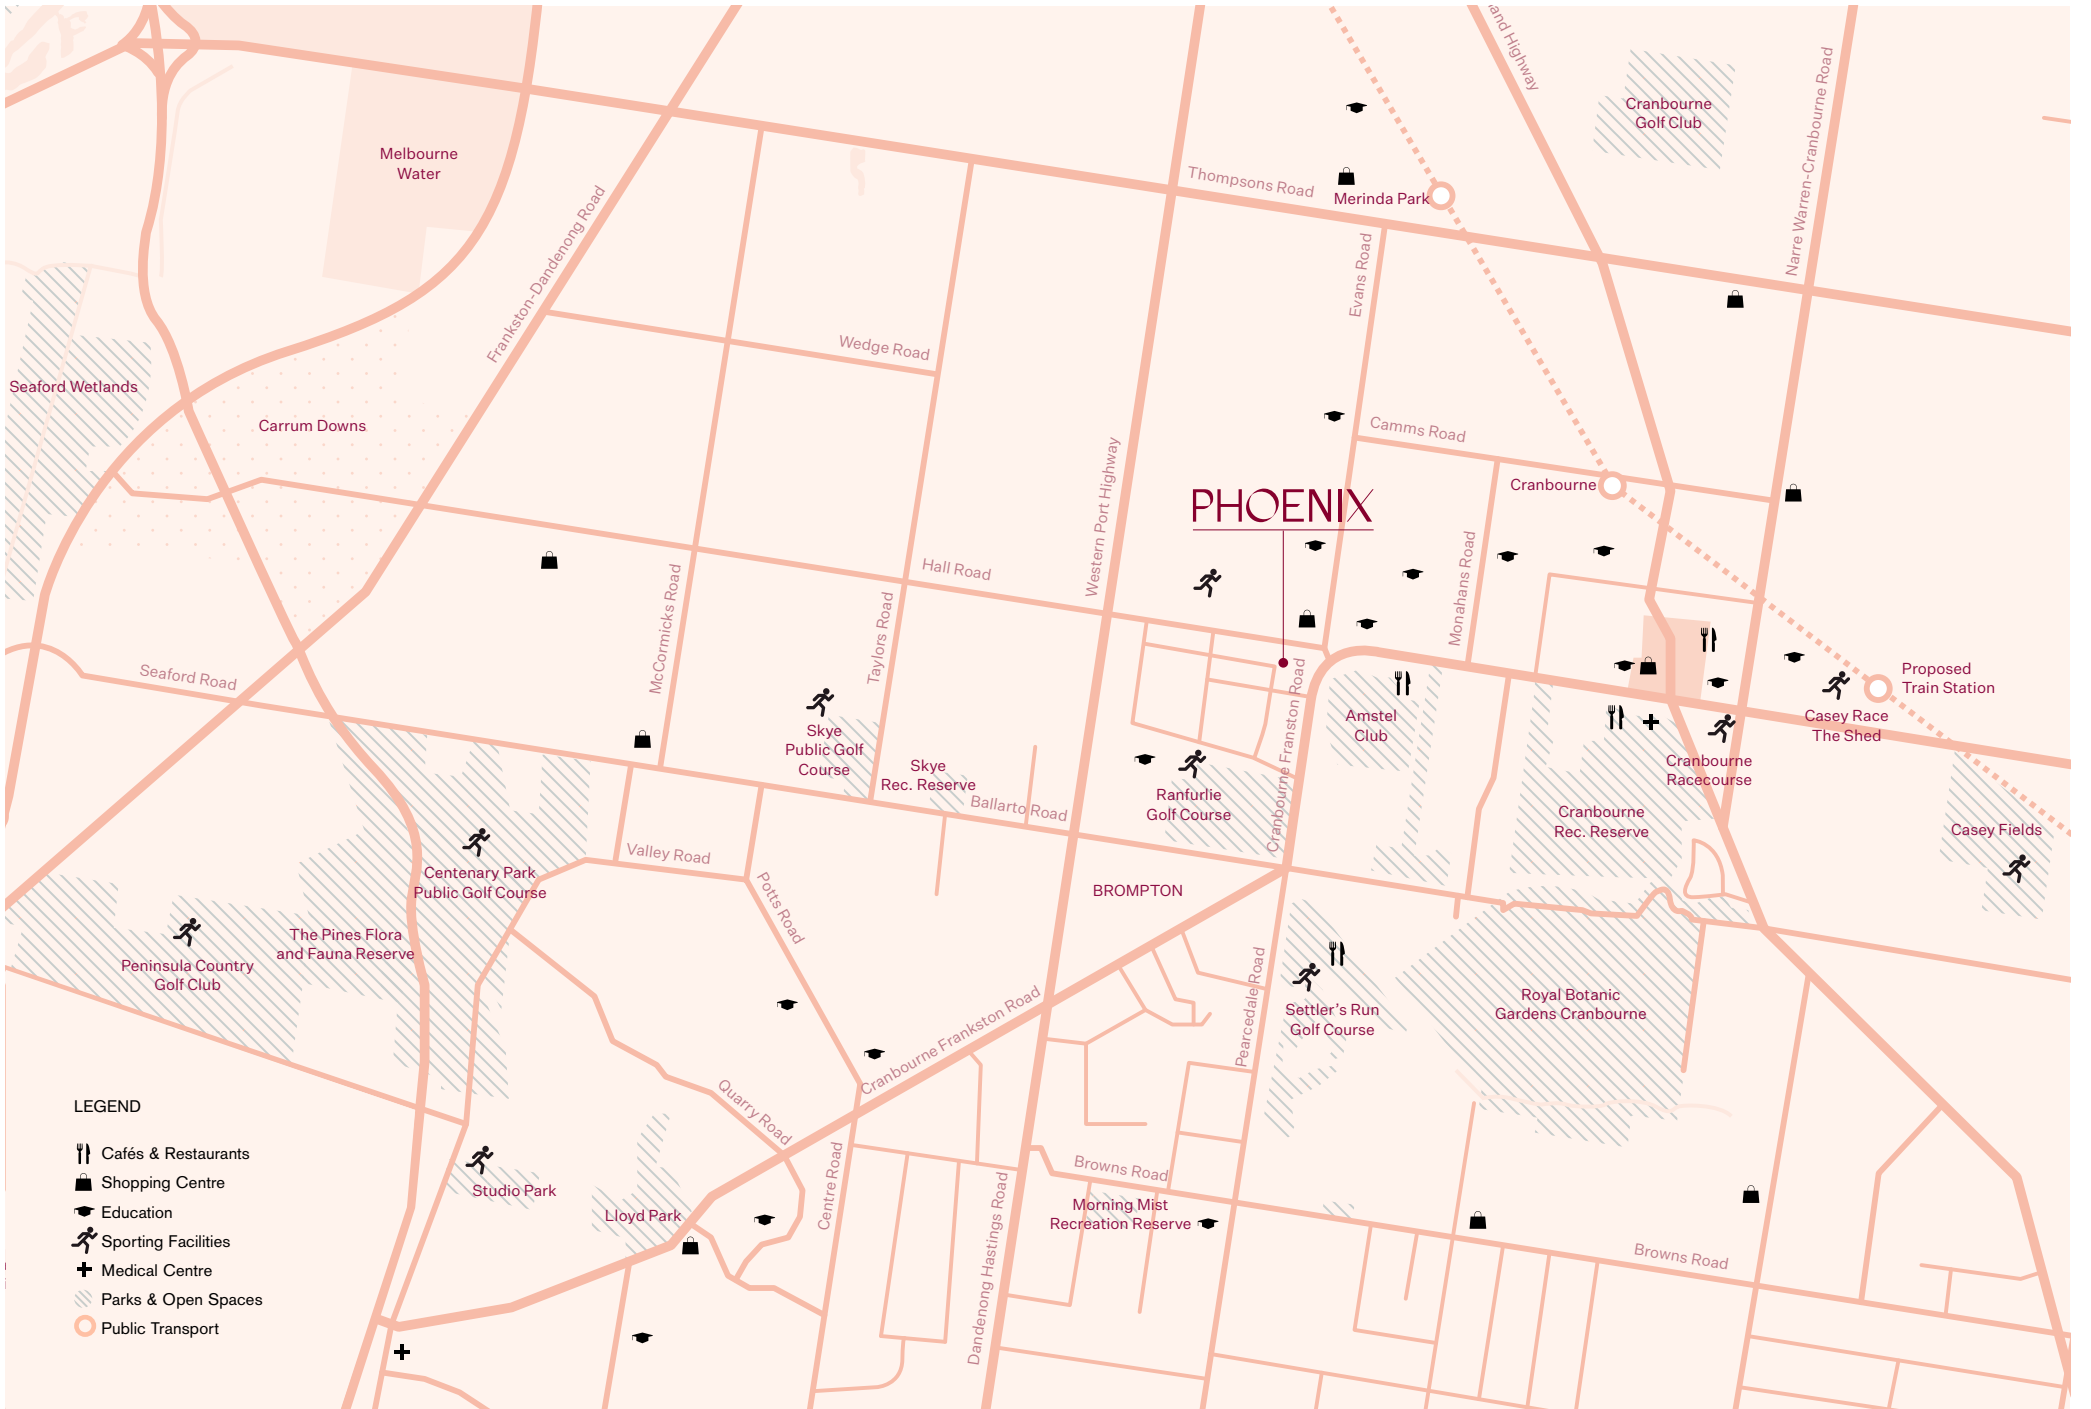 and Highway
Cranbourne
Golf Club
Narre Warren-Cranbourne Road
Melbourne
Water
Thompsons Road
Merinda Park
Frankston-Dandenong Road
Evans Road
Wedge Road
Seaford Wetlands
Carrum Downs
Camms Road
Western Port Highway
Cranbourne
PHOENIX
Hall Road
McCormicks Road
Taylors Road
Monahans Road
Seaford Road
Proposed
Train Station
Casey Race
The Shed
Amstel
Club
Skye
Public Golf
Course
Skye
Rec. Reserve
Cranbourne Franston Road
Cranbourne
Racecourse
Ranfurlie
Golf Course
Ballarto Road
Cranbourne
Rec. Reserve
Casey Fields
Valley Road
Centenary Park
Public Golf Course
Potts Road
BROMPTON
The Pines Flora
and Fauna Reserve
Peninsula Country
Golf Club
Pearcedale Road
Settler's Run
Golf Course
Royal Botanic
Gardens Cranbourne
Cranbourne Frankston Road
Quarry Road
Studio Park
Lloyd Park
Centre Road
Dandenong Hastings Road
Browns Road
Morning Mist
Recreation Reserve
Browns Road
LEGEND
Cafés & Restaurants
Shopping Centre
Education
Sporting Facilities
Medical Centre
Parks & Open Spaces
Public Transport